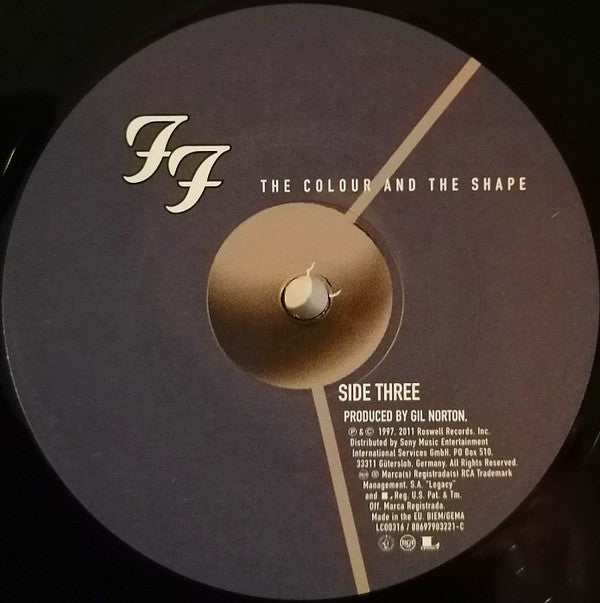 FF
THE COLOUR AND THE SHAPE
SIDE THREE
PRODUCED BY GIL NORTON.
℗ & © 1997, 2011 Roswell Records, Inc.
Distributed by Sony Music Entertainment
International Services GmbH, PO Box 510,
33311 Gütersloh, Germany. All Rights Reserved.
® Marca(s) Registrada(s) RCA Trademark
Management, S.A. "Legacy"
and Reg. U.S. Pat. & Tm.
Off. Marca Registrada.
Made in the EU. BIEM/GEMA
LC00316 / 88697983221-C